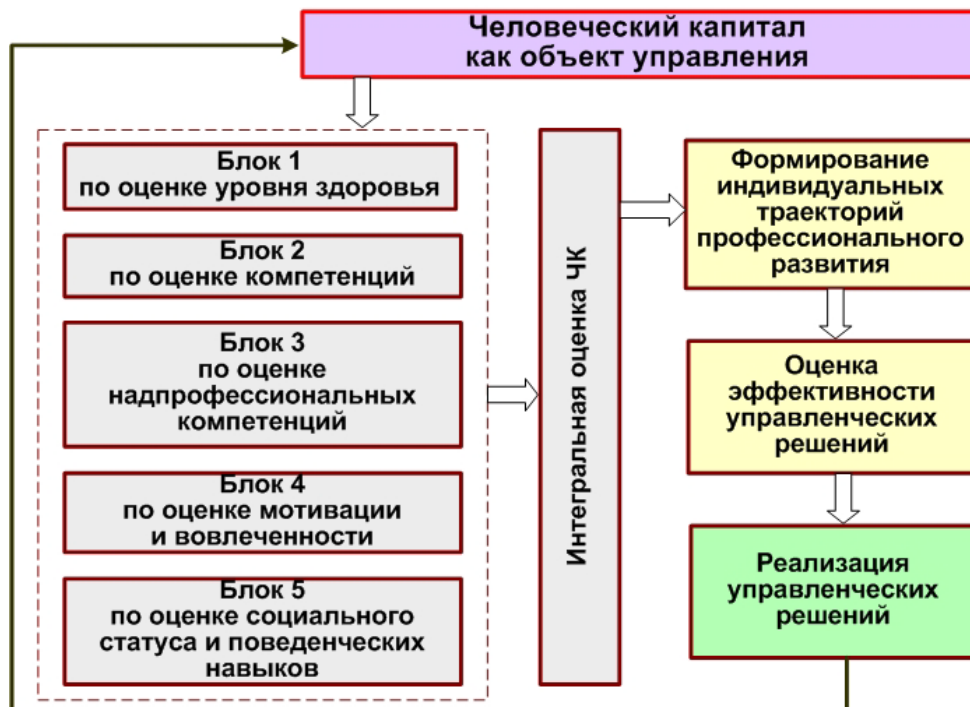 Человеческий капитал
как объект управления
Блок 1
по оценке уровня здоровья
Блок 2
по оценке компетенций
Блок 3
по оценке
надпрофессиональных
компетенций
Блок 4
по оценке мотивации
и вовлеченности
Блок 5
по оценке социального
статуса и поведенческих
навыков
Интегральная оценка ЧК
Формирование
индивидуальных
траекторий
профессионального
развития
Оценка
эффективности
управленческих
решений
Реализация
управленческих
решений